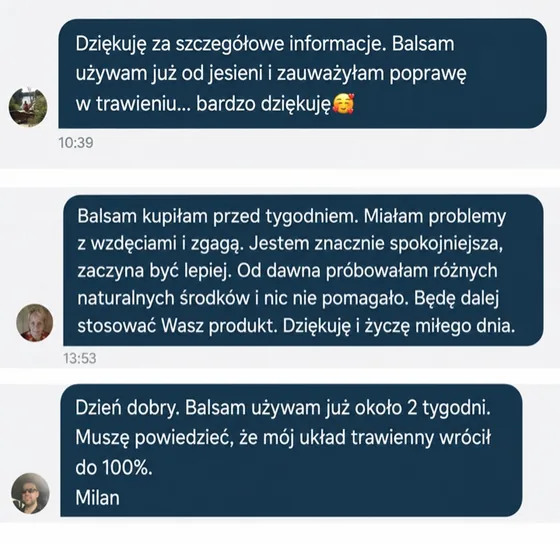 Dziękuję za szczegółowe informacje. Balsam
używam już od jesieni i zauważyłam poprawę
w trawieniu... bardzo dziękuję🥰
10:39
Balsam kupiłam przed tygodniem. Miałam problemy
z wzdęciami i zgagą. Jestem znacznie spokojniejsza,
zaczyna być lepiej. Od dawna próbowałam różnych
naturalnych środków i nic nie pomagało. Będę dalej
stosować Wasz produkt. Dziękuję i życzę miłego dnia.
13:53
Dzień dobry. Balsam używam już około 2 tygodni.
Muszę powiedzieć, że mój układ trawienny wrócił
do 100%.
Milan